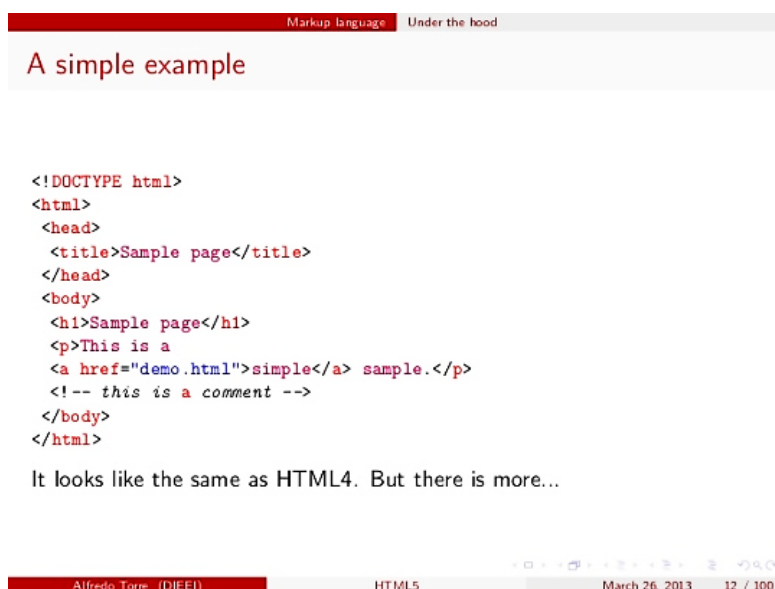 Markup language Under the hood
A simple example
<!DOCTYPE html>
<html>
<head>
<title>Sample page</title>
</head>
<body>
<h1>Sample page</h1>
<p>This is a
<a href="demo.html">simple</a> sample.</p>
<!-- this is a comment -->
</body>
</html>
It looks like the same as HTML4. But there is more...
Alfredo Torre (DIEEI) HTML5 March 26, 2013 12 / 100